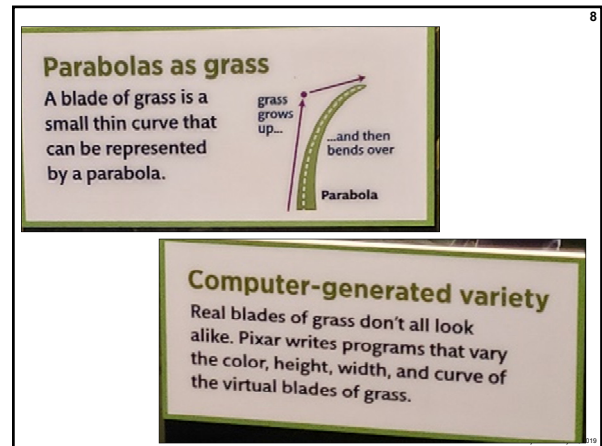 8
Parabolas as grass
A blade of grass is a
small thin curve that
can be represented
by a parabola.
grass
grows
up...
...and then
bends over
Parabola
Computer-generated variety
Real blades of grass don't all look
alike. Pixar writes programs that vary
the color, height, width, and curve of
the virtual blades of grass.